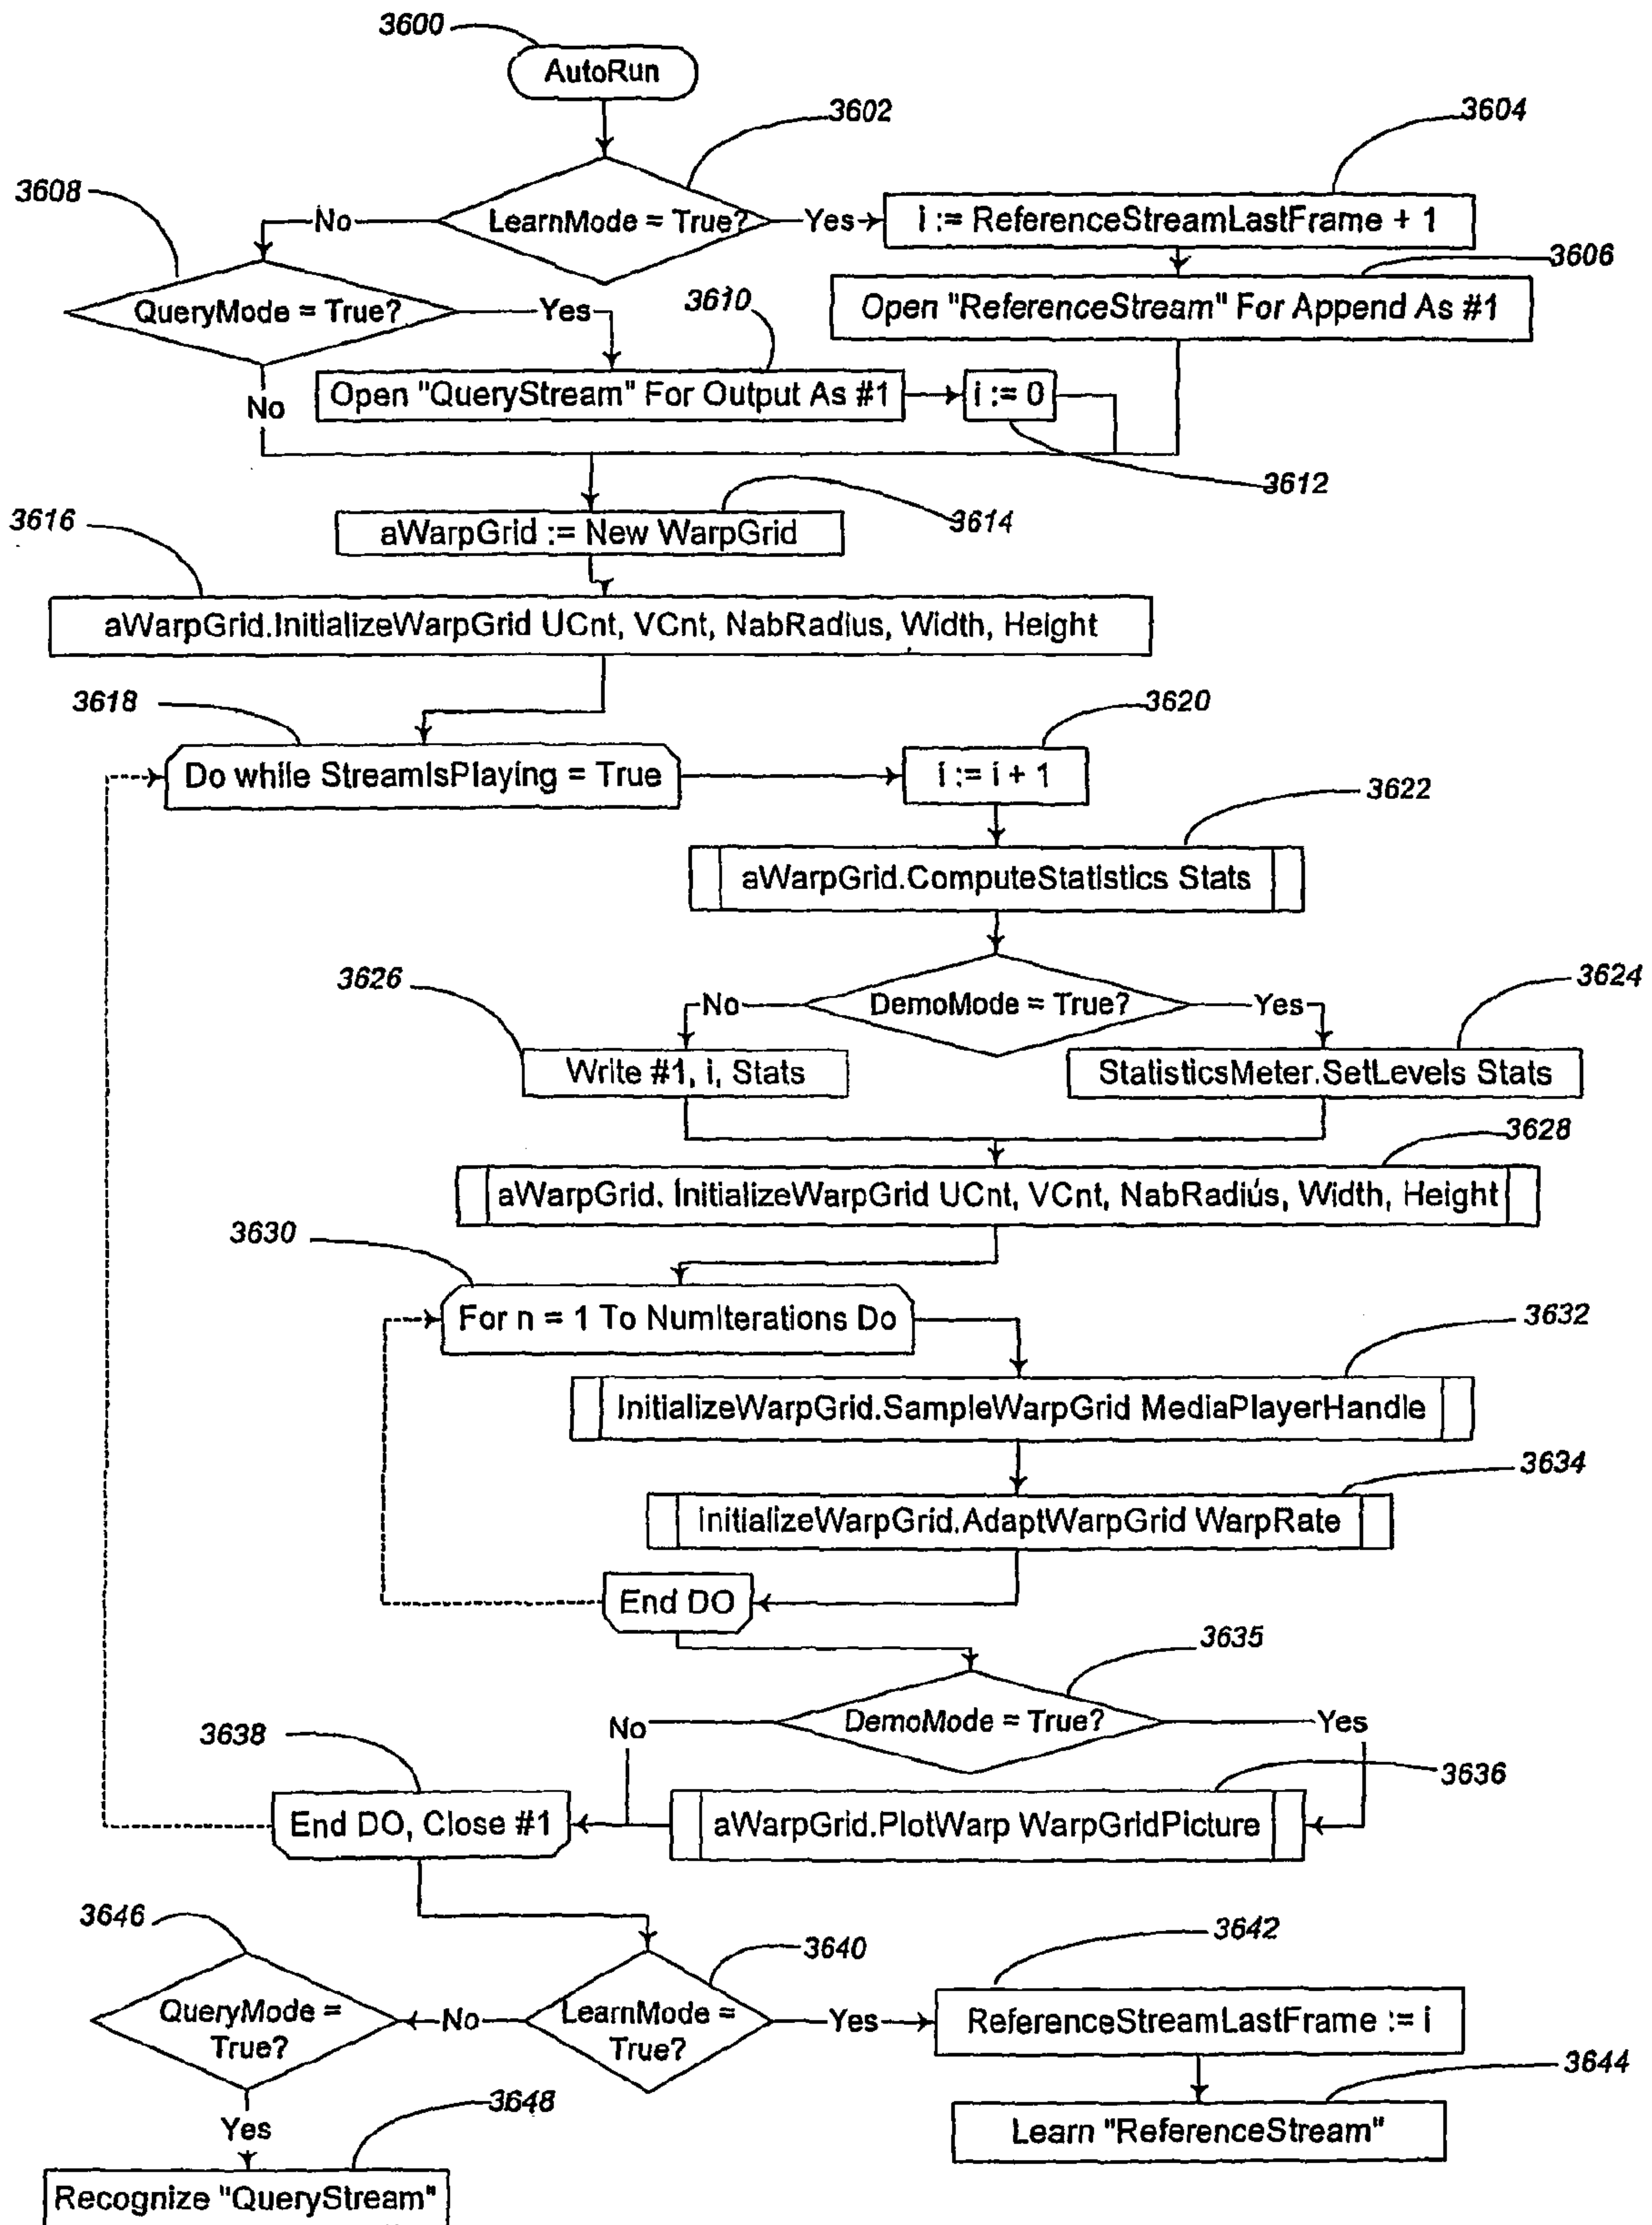 3600
AutoRun
3602
3604
3608
No
LearnMode = True?
Yes
i := ReferenceStreamLastFrame + 1
3606
QueryMode = True?
Yes
3610
Open "ReferenceStream" For Append As #1
No
Open "QueryStream" For Output As #1
i := 0
3612
3616
aWarpGrid := New WarpGrid
3614
aWarpGrid.InitializeWarpGrid UCnt, VCnt, NabRadius, Width, Height
3618
3620
Do while StreamIsPlaying = True
i := i + 1
3622
aWarpGrid.ComputeStatistics Stats
3626
No
DemoMode = True?
Yes
3624
Write #1, i, Stats
StatisticsMeter.SetLevels Stats
3628
aWarpGrid. InitializeWarpGrid UCnt, VCnt, NabRadius, Width, Height
3630
For n = 1 To NumIterations Do
3632
InitializeWarpGrid.SampleWarpGrid MediaPlayerHandle
3634
InitializeWarpGrid.AdaptWarpGrid WarpRate
End DO
3635
3638
No
DemoMode = True?
Yes
3636
End DO, Close #1
aWarpGrid.PlotWarp WarpGridPicture
3646
3640
3642
QueryMode =
True?
No
LearnMode =
True?
Yes
ReferenceStreamLastFrame := i
3644
Yes
3648
Learn "ReferenceStream"
Recognize "QueryStream"